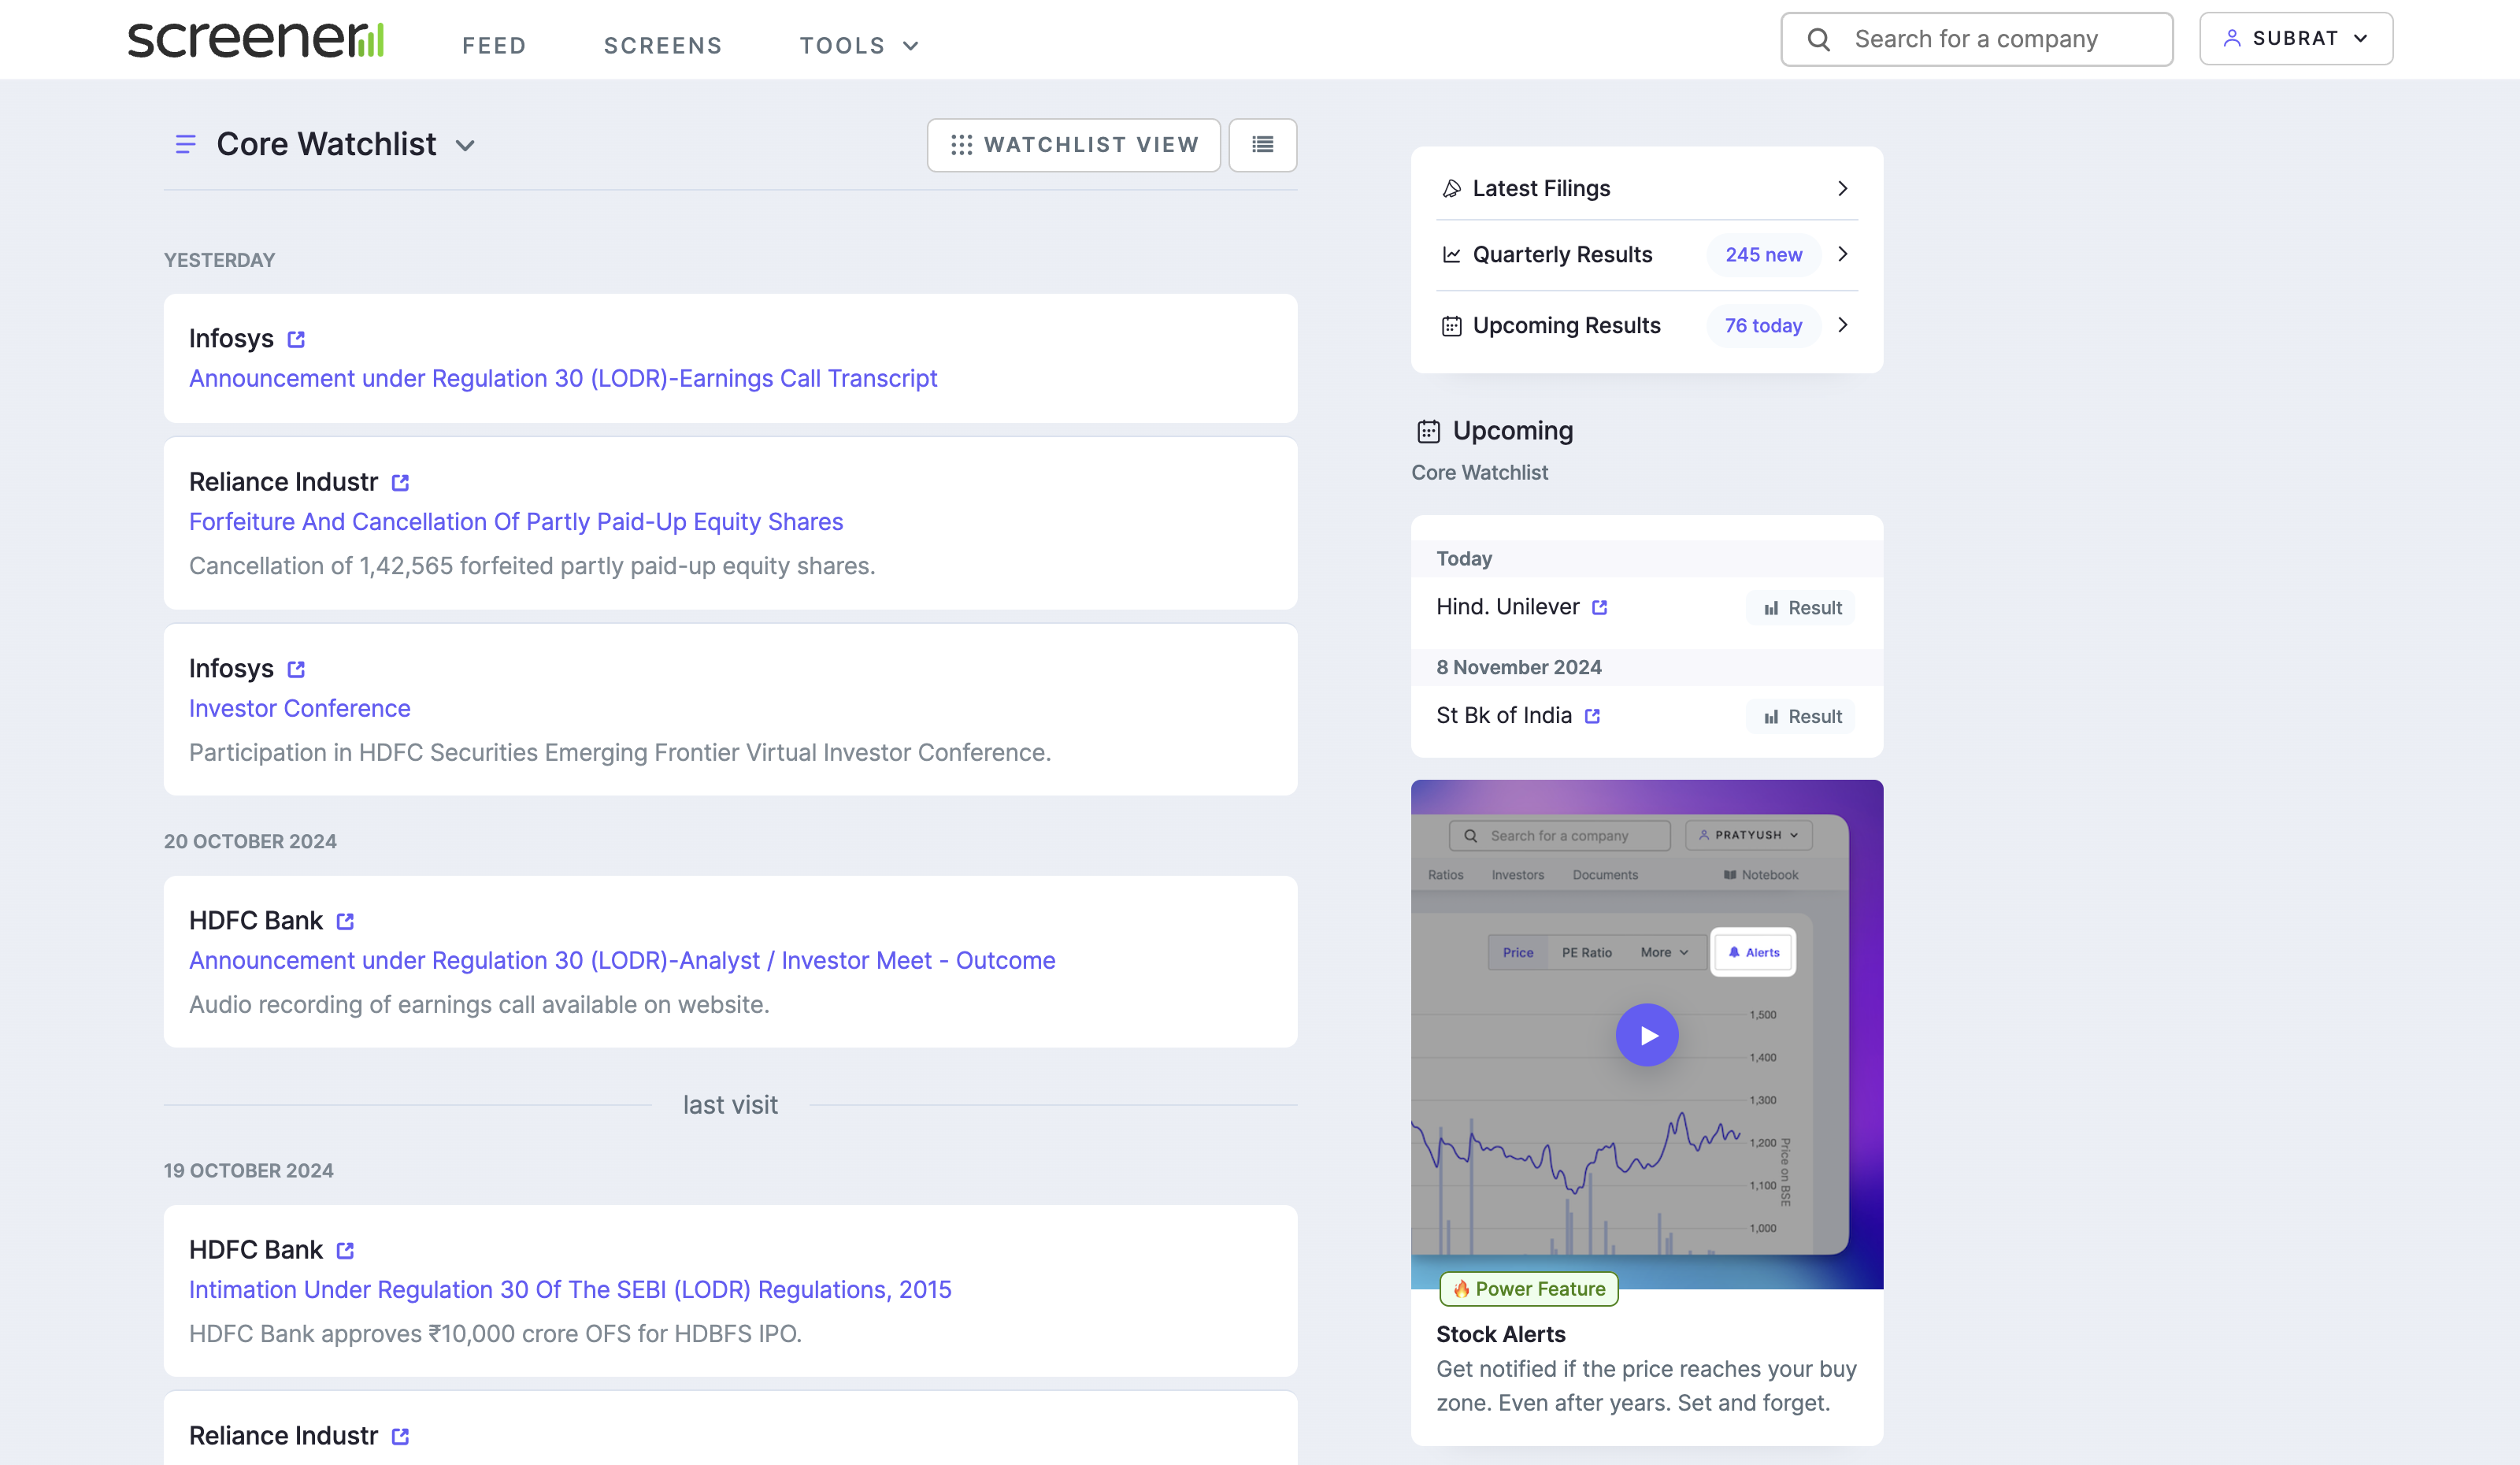 screener
FEED
SCREENS
TOOLS
Search for a company
SUBRAT
Core Watchlist
WATCHLIST VIEW
YESTERDAY
Infosys
Announcement under Regulation 30 (LODR)-Earnings Call Transcript
Reliance Industr
Forfeiture And Cancellation Of Partly Paid-Up Equity Shares
Cancellation of 1,42,565 forfeited partly paid-up equity shares.
Infosys
Investor Conference
Participation in HDFC Securities Emerging Frontier Virtual Investor Conference.
20 OCTOBER 2024
HDFC Bank
Announcement under Regulation 30 (LODR)-Analyst / Investor Meet - Outcome
Audio recording of earnings call available on website.
last visit
19 OCTOBER 2024
HDFC Bank
Intimation Under Regulation 30 Of The SEBI (LODR) Regulations, 2015
HDFC Bank approves ₹10,000 crore OFS for HDBFS IPO.
Reliance Industr
Latest Filings
Quarterly Results 245 new
Upcoming Results 76 today
Upcoming
Core Watchlist
Today
Hind. Unilever Result
8 November 2024
St Bk of India Result
Search for a company PRATYUSH
Ratios Investors Documents Notebook
Price PE Ratio More Alerts
1,500
1,400
1,300
1,200
1,100
1,000
Price on BSE
🔥 Power Feature
Stock Alerts
Get notified if the price reaches your buy
zone. Even after years. Set and forget.